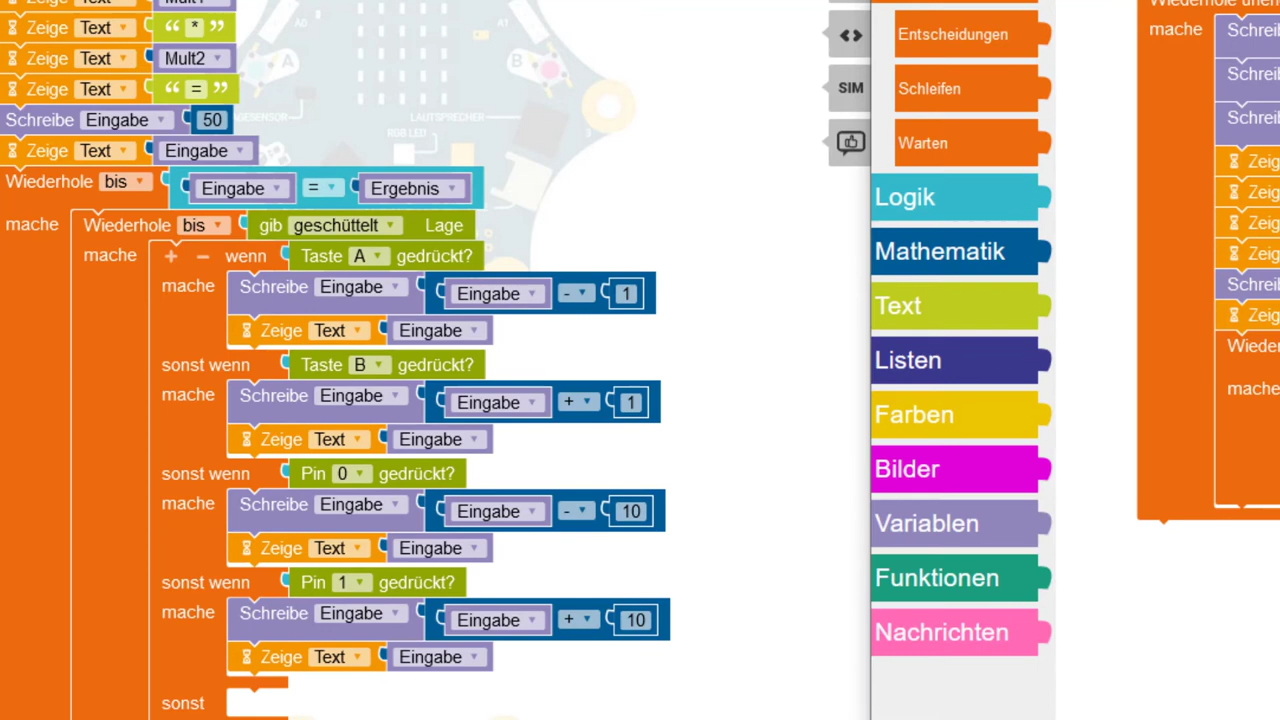 Mult1
Zeige Text “ * ”
Zeige Text Mult2
Zeige Text “ = ”
Schreibe Eingabe 50
Zeige Text Eingabe
Wiederhole bis Eingabe = Ergebnis
mache Wiederhole bis gib geschüttelt Lage
mache + − wenn Taste A gedrückt?
mache Schreibe Eingabe Eingabe - 1
Zeige Text Eingabe
sonst wenn Taste B gedrückt?
mache Schreibe Eingabe Eingabe + 1
Zeige Text Eingabe
sonst wenn Pin 0 gedrückt?
mache Schreibe Eingabe Eingabe - 10
Zeige Text Eingabe
sonst wenn Pin 1 gedrückt?
mache Schreibe Eingabe Eingabe + 10
Zeige Text Eingabe
sonst
A0
A1
A
B
LAUTSPRECHER
RGB LED
SIM
Entscheidungen
Schleifen
Warten
Logik
Mathematik
Text
Listen
Farben
Bilder
Variablen
Funktionen
Nachrichten
mache